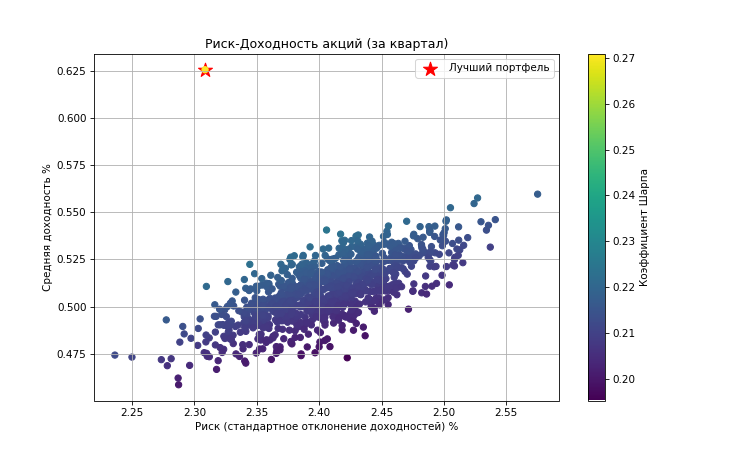 Риск-Доходность акций (за квартал)
Лучший портфель
Средняя доходность %
0.625
0.600
0.575
0.550
0.525
0.500
0.475
2.25 2.30 2.35 2.40 2.45 2.50 2.55
Риск (стандартное отклонение доходностей) %
0.27
0.26
0.25
0.24
0.23
0.22
0.21
0.20
Коэффициент Шарпа